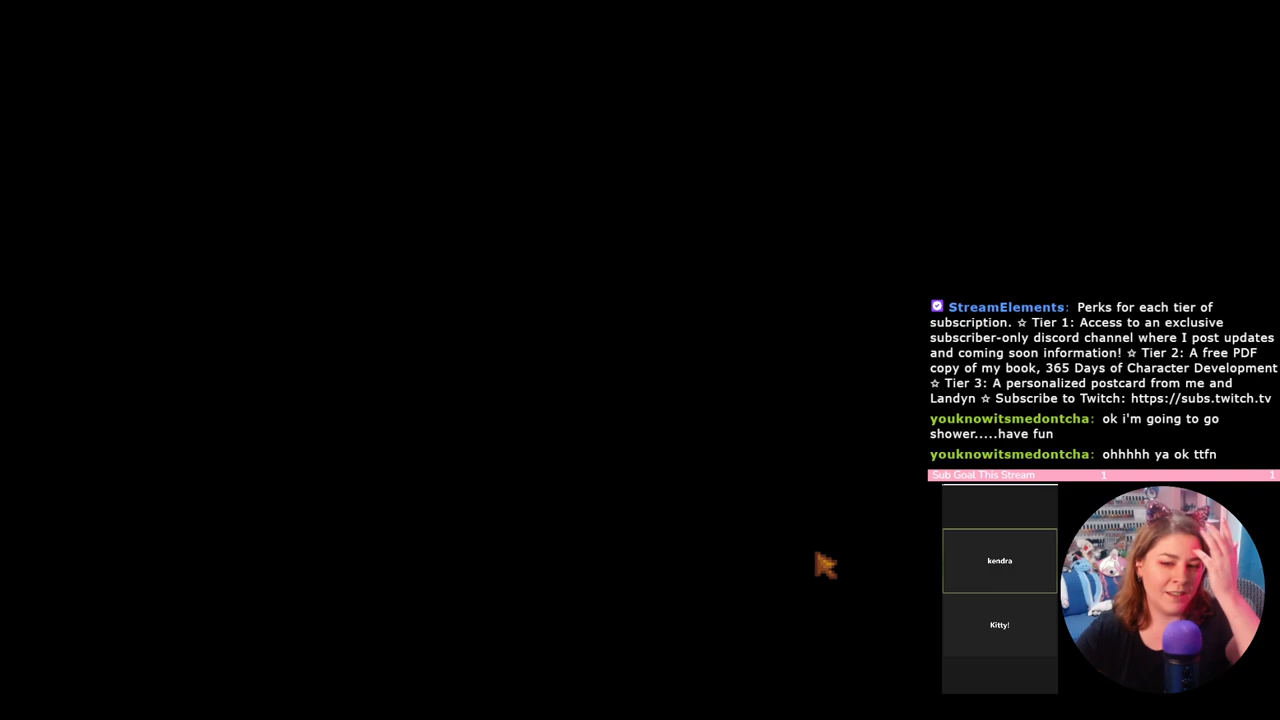 StreamElements: Perks for each tier of
subscription. ☆ Tier 1: Access to an exclusive
subscriber-only discord channel where I post updates
and coming soon information! ☆ Tier 2: A free PDF
copy of my book, 365 Days of Character Development
☆ Tier 3: A personalized postcard from me and
Landyn ☆ Subscribe to Twitch: https://subs.twitch.tv
youknowitsmedontcha: ok i'm going to go
shower.....have fun
youknowitsmedontcha: ohhhhh ya ok ttfn
Sub Goal This Stream 1 1
kendra
Kitty!